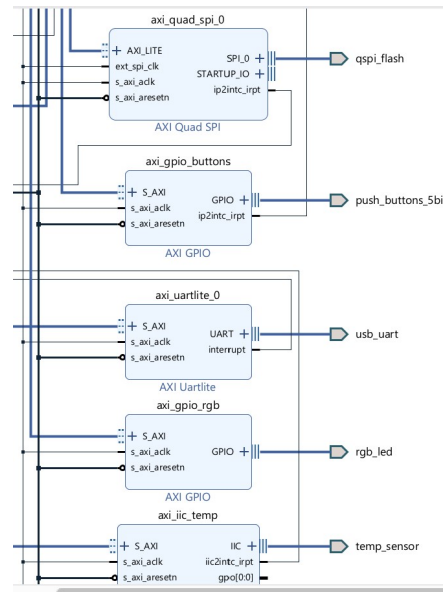 axi_quad_spi_0
AXI_LITE
ext_spi_clk
s_axi_aclk
s_axi_aresetn
SPI_0
STARTUP_IO
ip2intc_irpt
AXI Quad SPI
qspi_flash
axi_gpio_buttons
S_AXI
s_axi_aclk
s_axi_aresetn
GPIO
ip2intc_irpt
AXI GPIO
push_buttons_5bi
axi_uartlite_0
S_AXI
s_axi_aclk
s_axi_aresetn
UART
interrupt
AXI Uartlite
usb_uart
axi_gpio_rgb
S_AXI
s_axi_aclk
s_axi_aresetn
GPIO
AXI GPIO
rgb_led
axi_iic_temp
S_AXI
s_axi_aclk
s_axi_aresetn
IIC
iic2intc_irpt
gpo[0:0]
temp_sensor